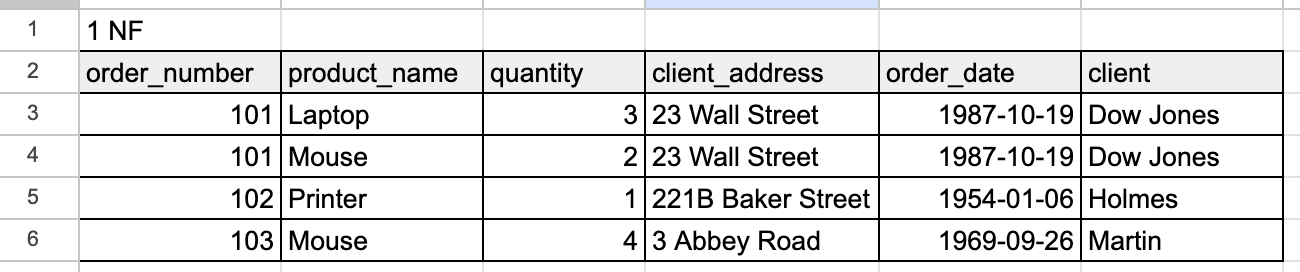 1 1 NF
2 order_number product_name quantity client_address order_date client
3 101 Laptop 3 23 Wall Street 1987-10-19 Dow Jones
4 101 Mouse 2 23 Wall Street 1987-10-19 Dow Jones
5 102 Printer 1 221B Baker Street 1954-01-06 Holmes
6 103 Mouse 4 3 Abbey Road 1969-09-26 Martin